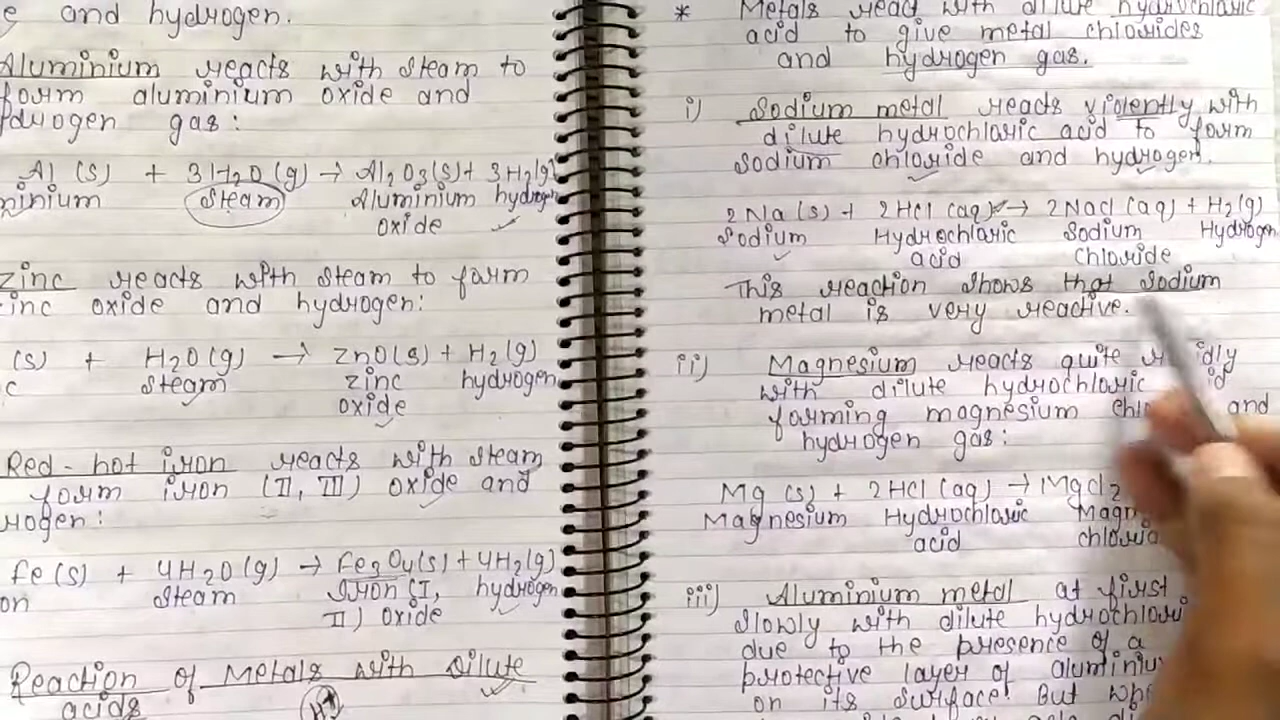 e and hydrogen.
Aluminium reacts with steam to
form aluminium oxide and
hydrogen gas:
Al (s) + 3H2O (g) → Al2O3(s) + 3H2(g)
minium steam Aluminium hydrogen
oxide
zinc reacts with steam to form
zinc oxide and hydrogen:
(s) + H2O(g) → ZnO(s) + H2(g)
c steam zinc hydrogen
oxide
Red-hot iron reacts with steam
form iron (II, III) oxide and
rogen:
Fe(s) + 4H2O(g) → Fe3O4(s) + 4H2(g)
on steam Iron (I, hydrogen
II) oxide
Reaction of Metals with Dilute
acids
* Metals react with dilute hydrochloric
acid to give metal chlorides
and hydrogen gas.
i) Sodium metal reacts violently with
dilute hydrochloric acid to form
sodium chloride and hydrogen.
2Na (s) + 2HCl (aq) → 2Nacl (aq) + H2(g)
Sodium Hydrochloric Sodium Hydrogen
acid Chloride
This reaction shows that sodium
metal is very reactive.
ii) Magnesium reacts quite
with dilute hydrochloric
forming magnesium and
hydrogen gas:
Mg (s) + 2HCl (aq) → MgCl2
Magnesium Hydrochloric
acid
iii) Aluminium metal at first
slowly with dilute
due to the presence of a
protective layer of
on its surface. But